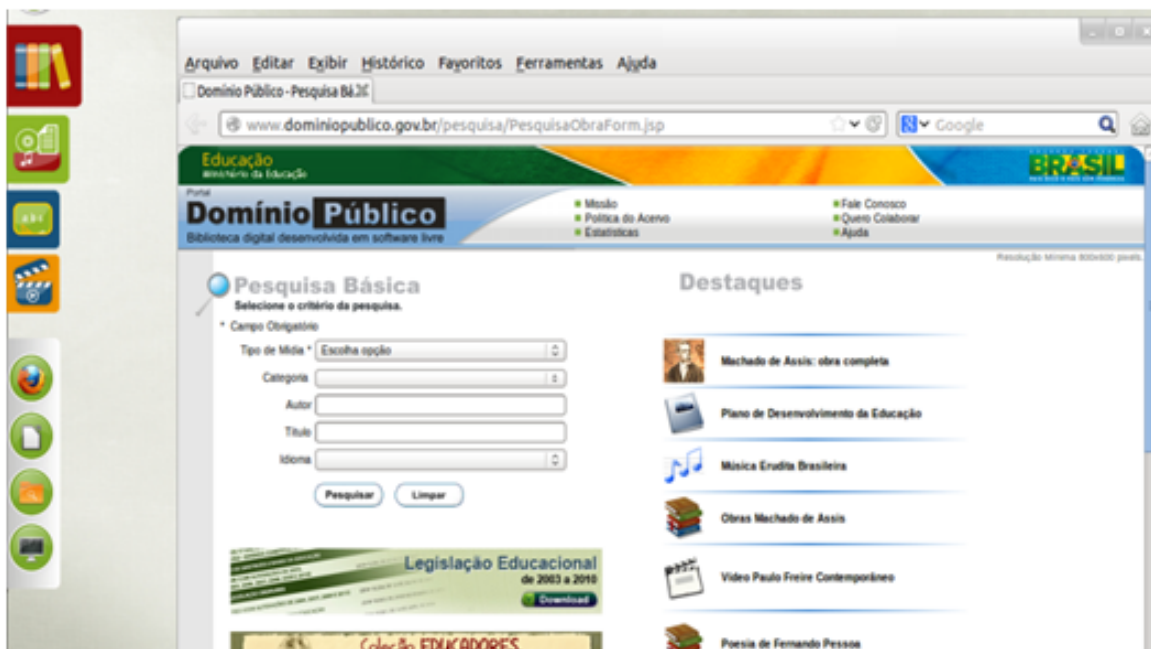 Arquivo Editar Exibir Histórico Favoritos Ferramentas Ajuda
Domínio Público - Pesquisa Bá
www.dominiopublico.gov.br/pesquisa/PesquisaObraForm.jsp
Google
Educação
Ministério da Educação
BRASIL
Portal
Domínio Público
Biblioteca digital desenvolvida em software livre
Missão
Política do Acervo
Estatísticas
Fale Conosco
Quero Colaborar
Ajuda
Resolução Mínima 800x600 pixels.
Pesquisa Básica
Selecione o critério da pesquisa.
* Campo Obrigatório
Tipo de Mídia * Escolha opção
Categoria
Autor
Título
Idioma
Pesquisar Limpar
Legislação Educacional
de 2003 a 2010
Download
Coleção EDUCADORES
Destaques
Machado de Assis: obra completa
Plano de Desenvolvimento da Educação
Música Erudita Brasileira
Obras Machado de Assis
Vídeo Paulo Freire Contemporâneo
Poesia de Fernando Pessoa